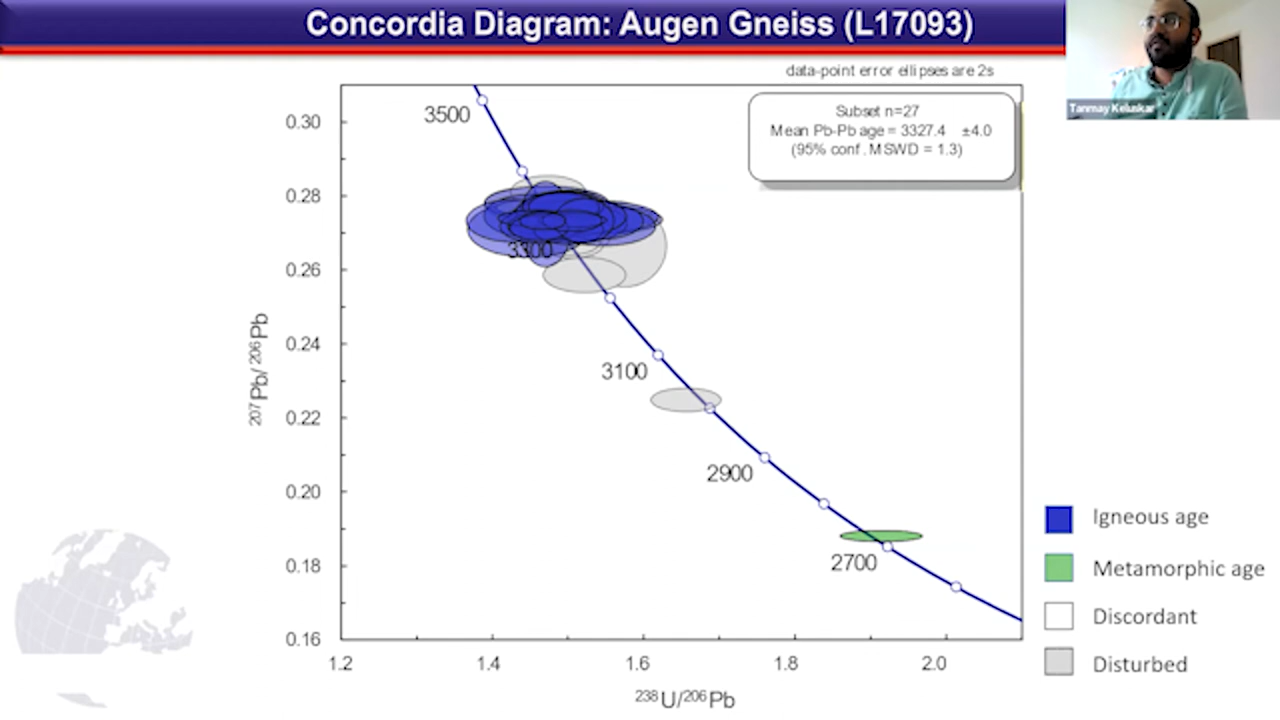 Concordia Diagram: Augen Gneiss (L17093)
Tanmay Keluskar
data-point error ellipses are 2s
Subset n=27
Mean Pb-Pb age = 3327.4 ±4.0
(95% conf. MSWD = 1.3)
0.30
0.28
0.26
0.24
0.22
0.20
0.18
0.16
207Pb/206Pb
3500
3300
3100
2900
2700
1.2
1.4
1.6
1.8
2.0
238U/206Pb
Igneous age
Metamorphic age
Discordant
Disturbed